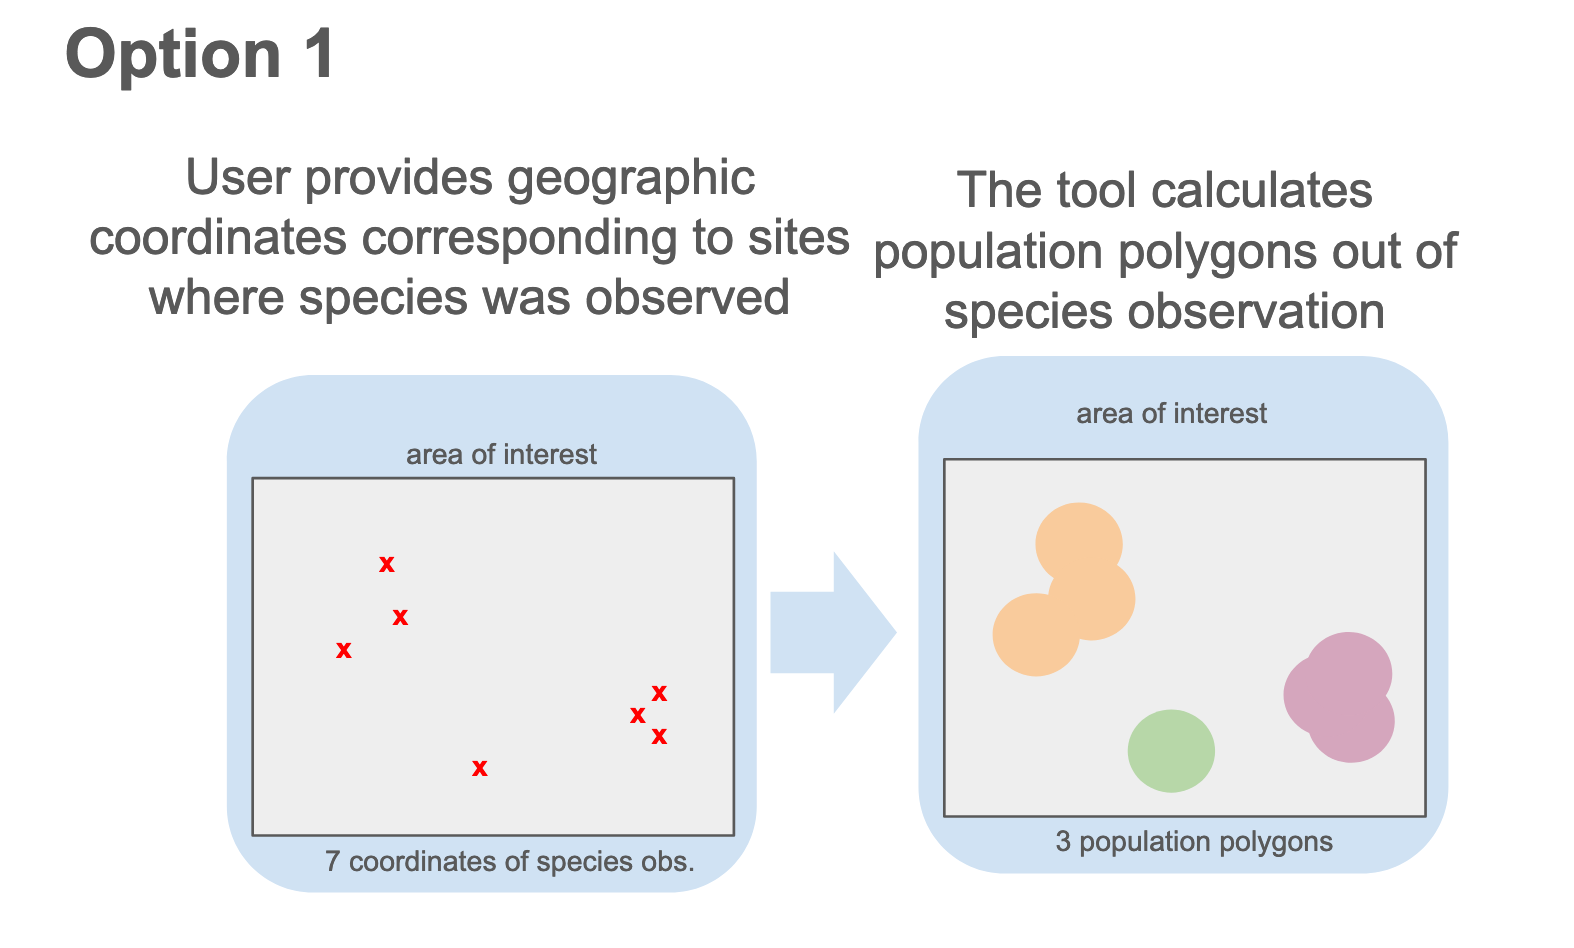 Option 1
User provides geographic
coordinates corresponding to sites
where species was observed
The tool calculates
population polygons out of
species observation
area of interest
x
x
x
x
x
x
x
7 coordinates of species obs.
area of interest
3 population polygons